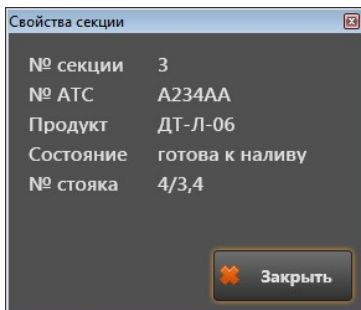 Свойства секции
№ секции 3
№ АТС А234АА
Продукт ДТ-Л-06
Состояние готова к наливу
№ стояка 4/3,4
Закрыть